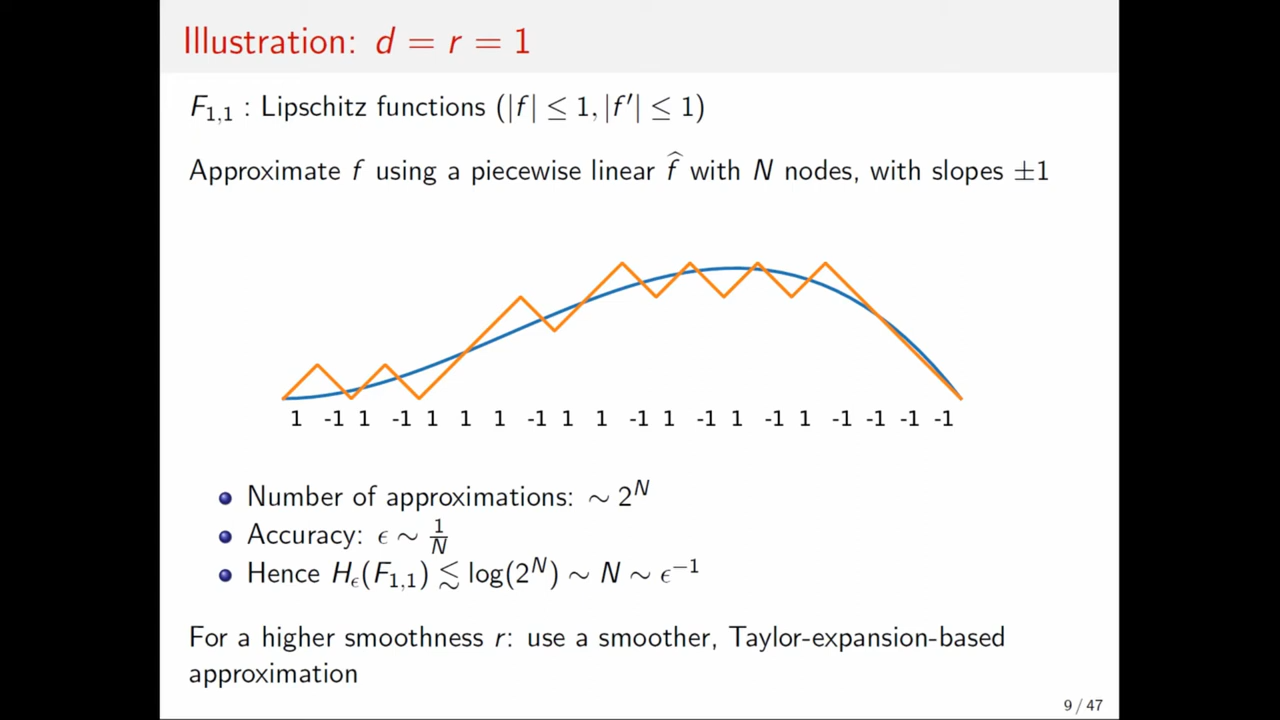 Illustration: d = r = 1
F₁,₁ : Lipschitz functions (|f| ≤ 1, |f′| ≤ 1)
Approximate f using a piecewise linear f̂ with N nodes, with slopes ±1
1 -1 1 -1 1 1 1 -1 1 1 -1 1 -1 1 -1 1 -1 -1 -1 -1
Number of approximations: ∼ 2^N
Accuracy: ϵ ∼ 1/N
Hence H_ϵ(F₁,₁) ≲ log(2^N) ∼ N ∼ ϵ⁻¹
For a higher smoothness r: use a smoother, Taylor-expansion-based
approximation
9 / 47